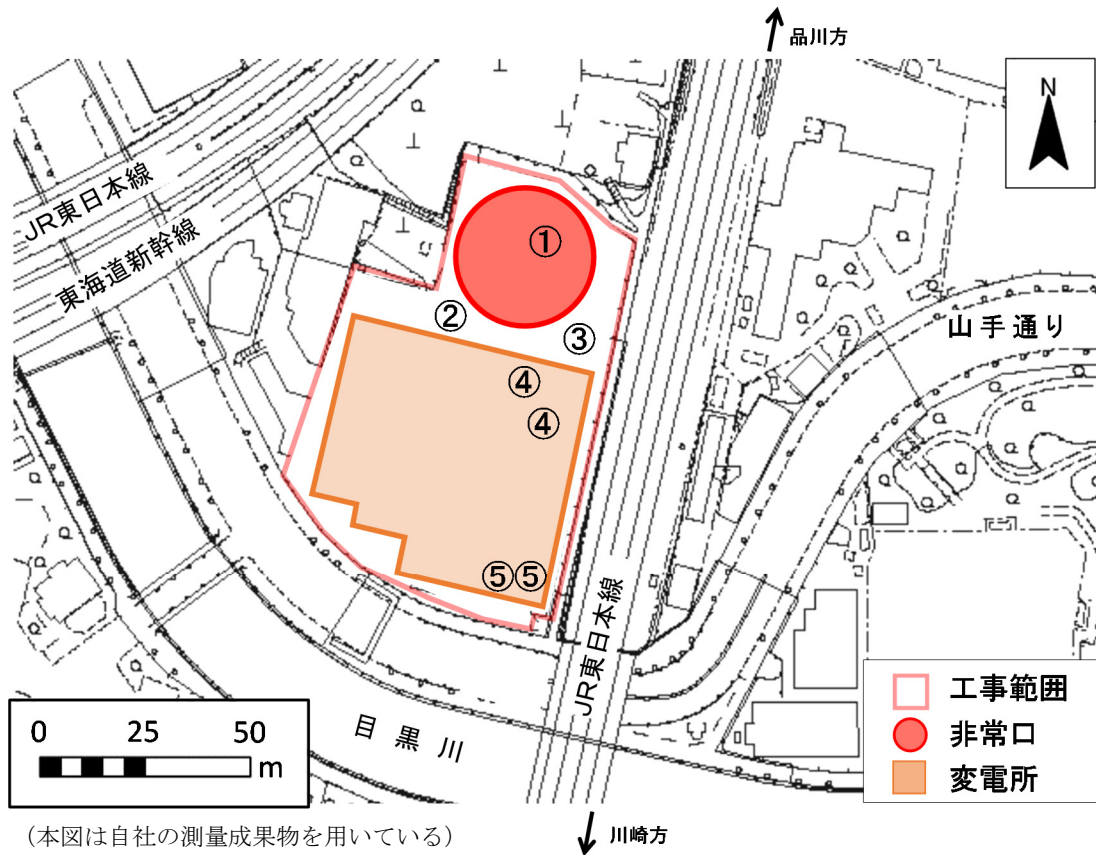 品川方
N
JR東日本線
東海道新幹線
①
山手通り
②
③
④
④
⑤⑤
JR東日本線
目黒川
工事範囲
非常口
変電所
0 25 50
m
川崎方
(本図は自社の測量成果物を用いている)